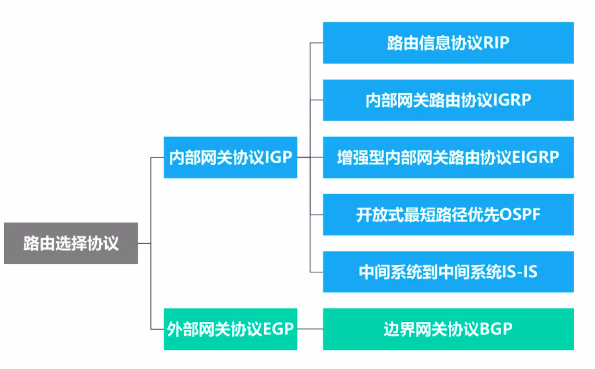 路由选择协议
内部网关协议IGP
路由信息协议RIP
内部网关路由协议IGRP
增强型内部网关路由协议EIGRP
开放式最短路径优先OSPF
中间系统到中间系统IS-IS
外部网关协议EGP
边界网关协议BGP